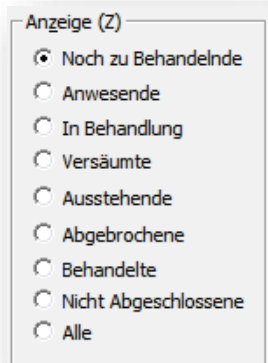 Anzeige (Z)
Noch zu Behandelnde
Anwesende
In Behandlung
Versäumte
Ausstehende
Abgebrochene
Behandelte
Nicht Abgeschlossene
Alle